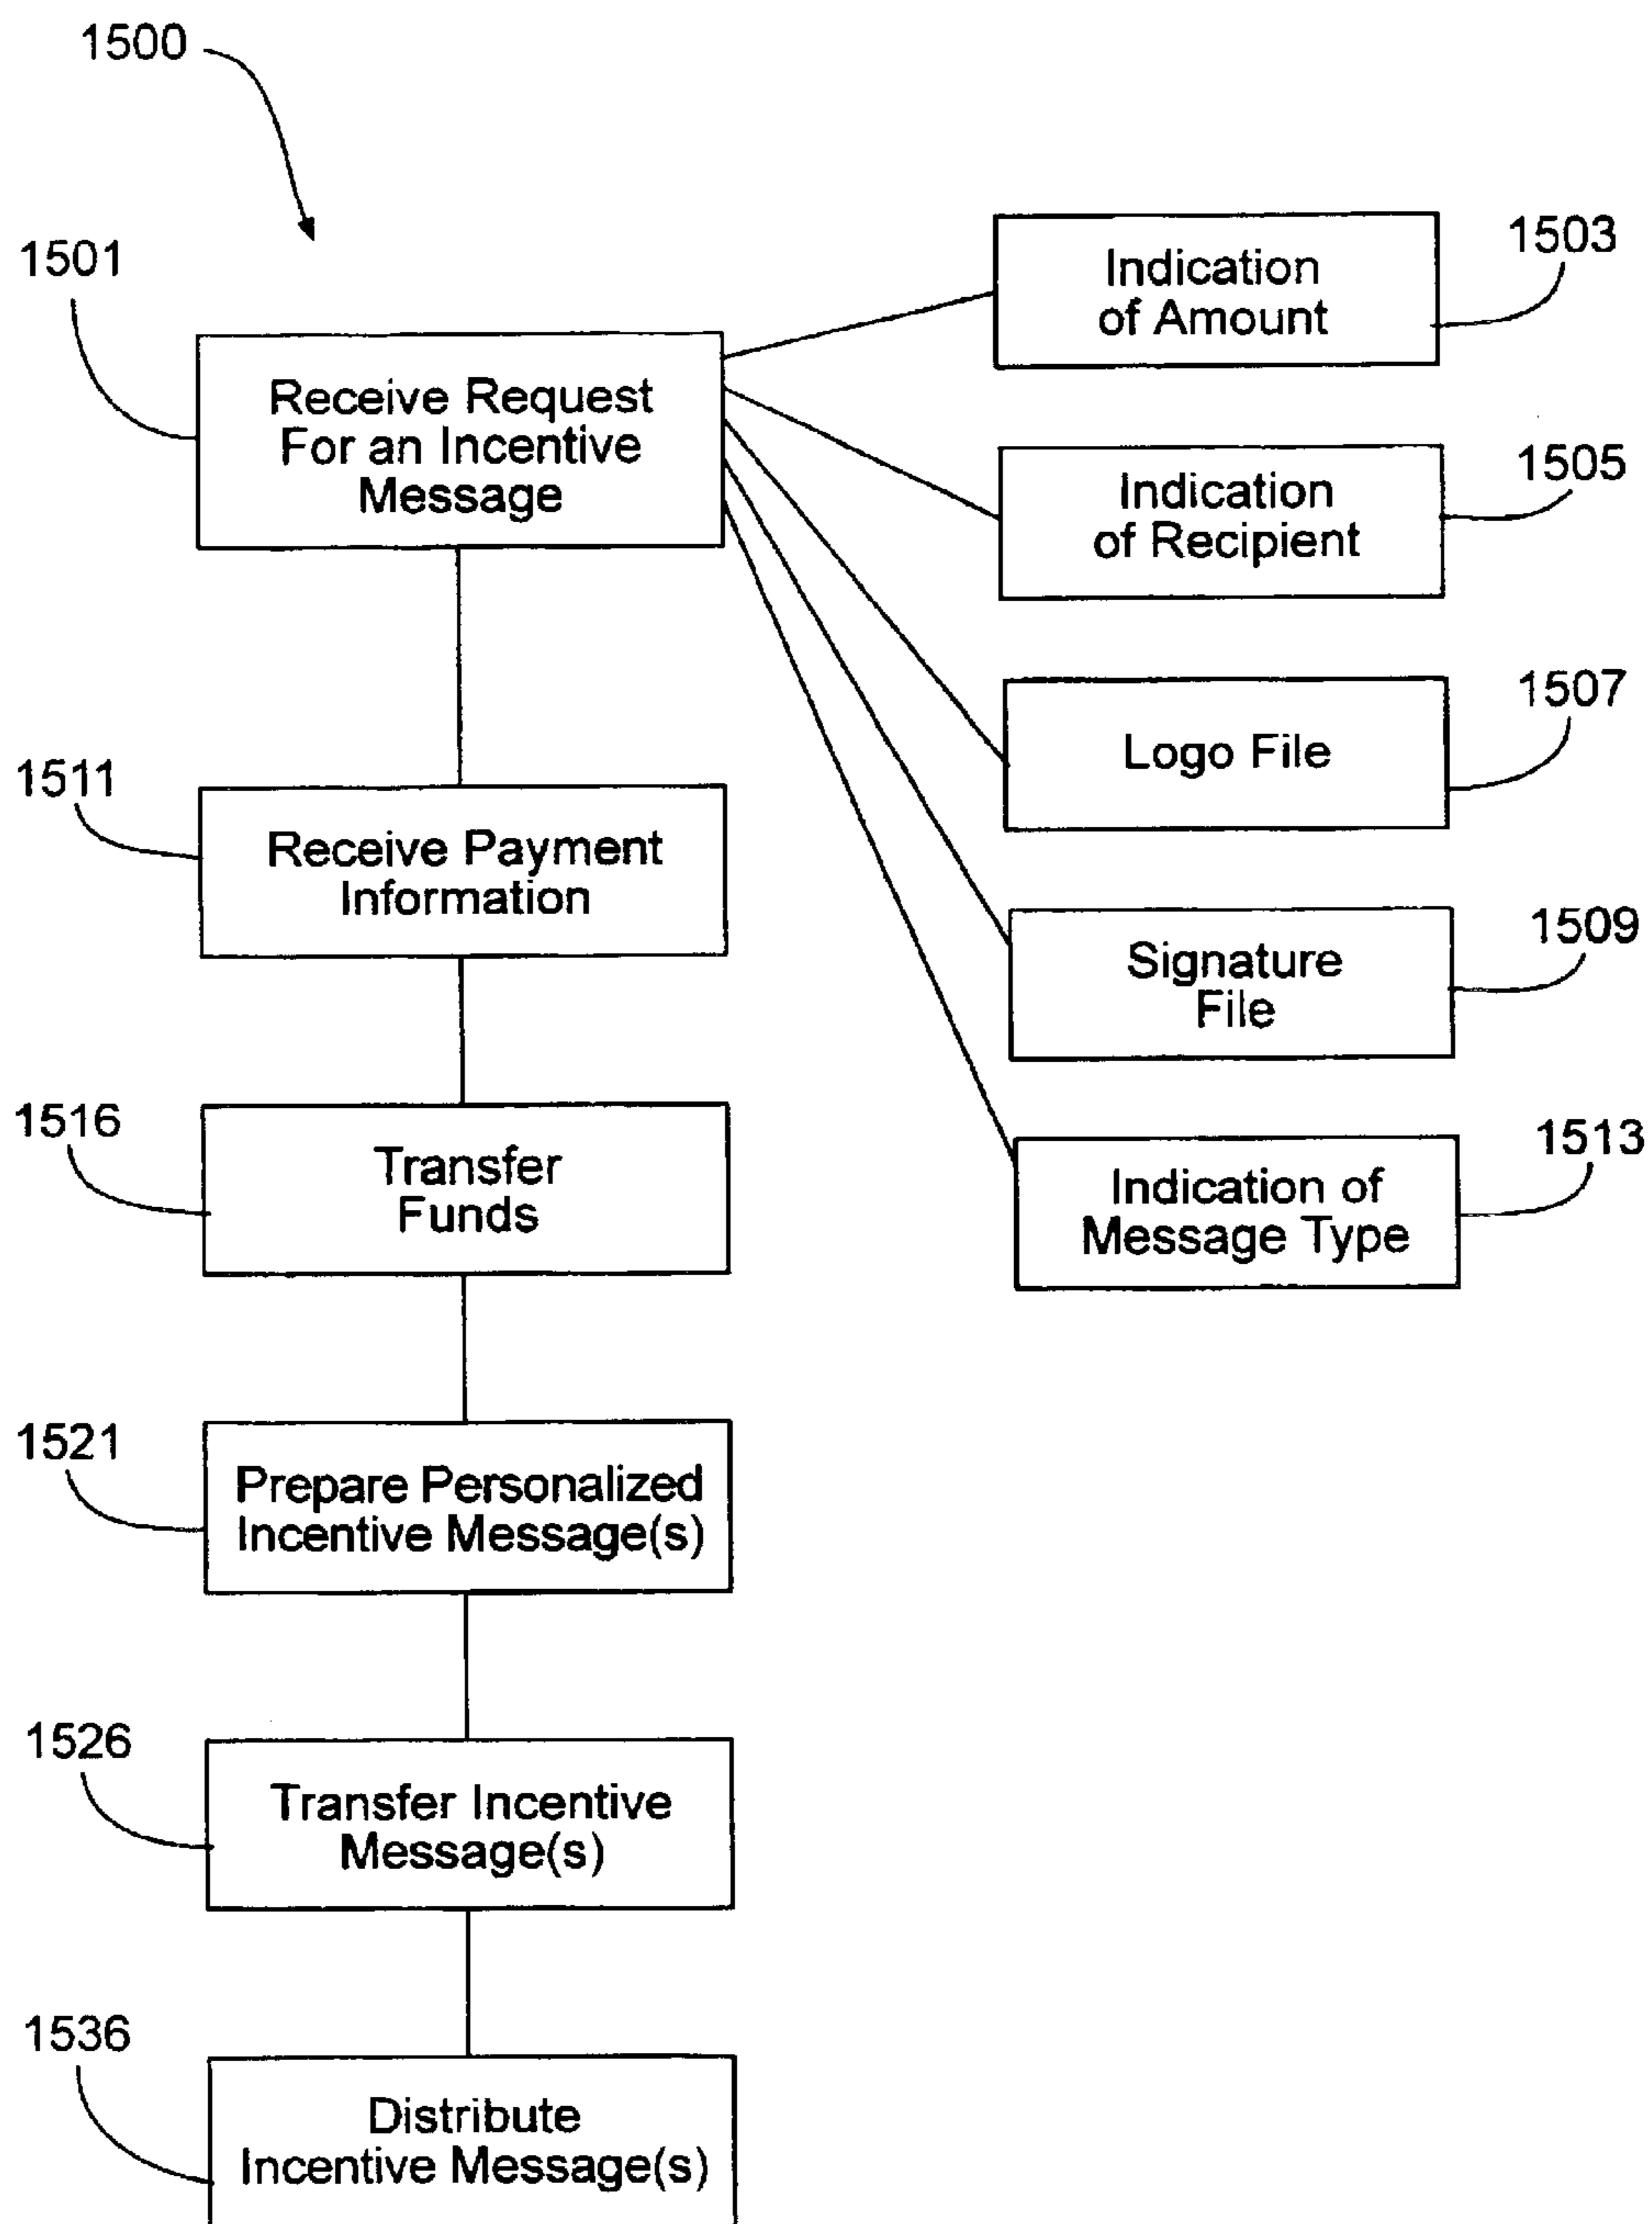 1500
1501
Receive Request
For an Incentive
Message
1503
Indication
of Amount
1505
Indication
of Recipient
1507
Logo File
1509
Signature
File
1513
Indication of
Message Type
1511
Receive Payment
Information
1516
Transfer
Funds
1521
Prepare Personalized
Incentive Message(s)
1526
Transfer Incentive
Message(s)
1536
Distribute
Incentive Message(s)